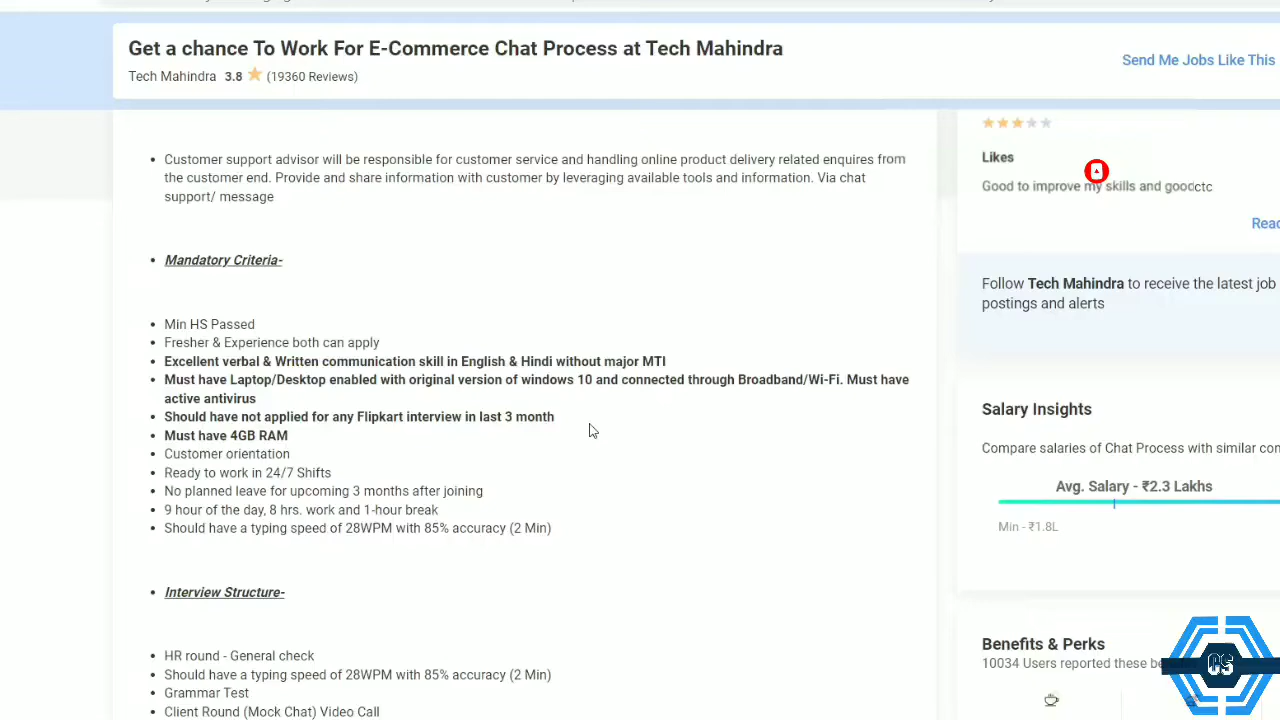 Get a chance To Work For E-Commerce Chat Process at Tech Mahindra
Tech Mahindra 3.8 (19360 Reviews)
Send Me Jobs Like This
Customer support advisor will be responsible for customer service and handling online product delivery related enquires from
the customer end. Provide and share information with customer by leveraging available tools and information. Via chat
support/ message
Mandatory Criteria-
Min HS Passed
Fresher & Experience both can apply
Excellent verbal & Written communication skill in English & Hindi without major MTI
Must have Laptop/Desktop enabled with original version of windows 10 and connected through Broadband/Wi-Fi. Must have
active antivirus
Should have not applied for any Flipkart interview in last 3 month
Must have 4GB RAM
Customer orientation
Ready to work in 24/7 Shifts
No planned leave for upcoming 3 months after joining
9 hour of the day, 8 hrs. work and 1-hour break
Should have a typing speed of 28WPM with 85% accuracy (2 Min)
Interview Structure-
HR round - General check
Should have a typing speed of 28WPM with 85% accuracy (2 Min)
Grammar Test
Client Round (Mock Chat) Video Call
Likes
Good to improve my skills and good
Follow Tech Mahindra to receive the latest job
postings and alerts
Salary Insights
Compare salaries of Chat Process with similar
Avg. Salary - ₹2.3 Lakhs
Min - ₹1.8L
Benefits & Perks
10034 Users reported these